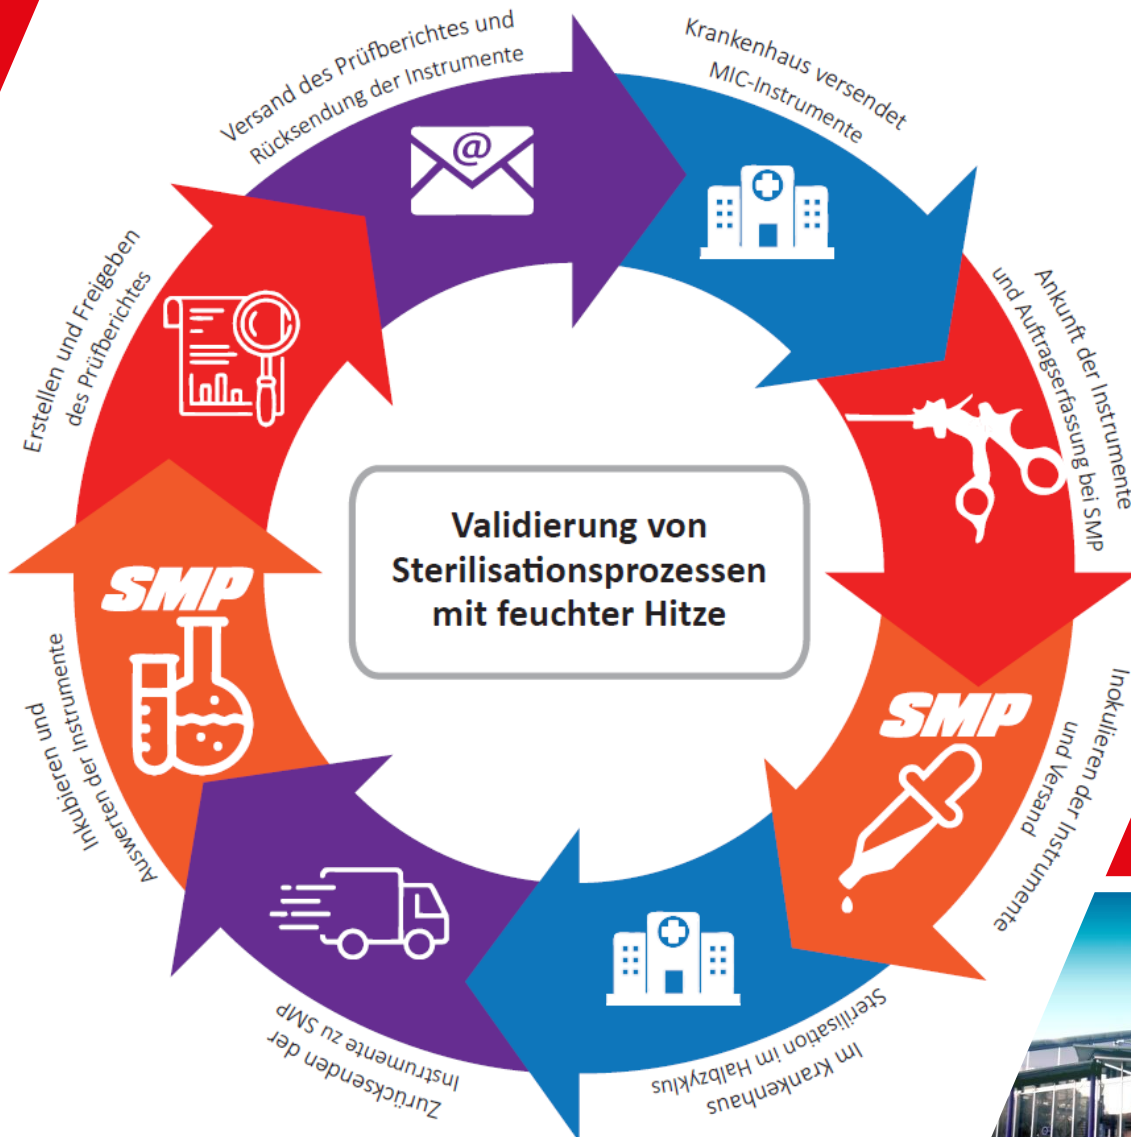 Versand des Prüfberichtes und
Rücksendung der Instrumente
Krankenhaus versendet
MIC-Instrumente
Ankunft der Instrumente
und Auftragserfassung bei SMP
SMP
Inokulieren der Instrumente
und Versand
Im Krankenhaus
Sterilisation im Halbzyklus
Zurücksenden der
Instrumente zu SMP
SMP
Inkubieren und
Auswerten der Instrumente
Erstellen und Freigeben
des Prüfberichtes
@
Validierung von
Sterilisationsprozessen
mit feuchter Hitze